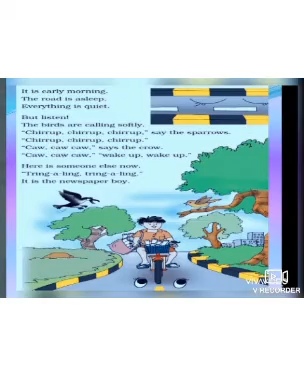 It is early morning.
The road is asleep.
Everything is quiet.
But listen!
The birds are calling softly.
"Chirrup, chirrup, chirrup," say the sparrows.
"Chirrup, chirrup, chirrup."
"Caw, caw caw," says the crow.
"Caw, caw caw," "wake up, wake up."
Here is someone else now.
"Tring-a-ling, tring-a-ling."
It is the newspaper boy.
V RECORDER